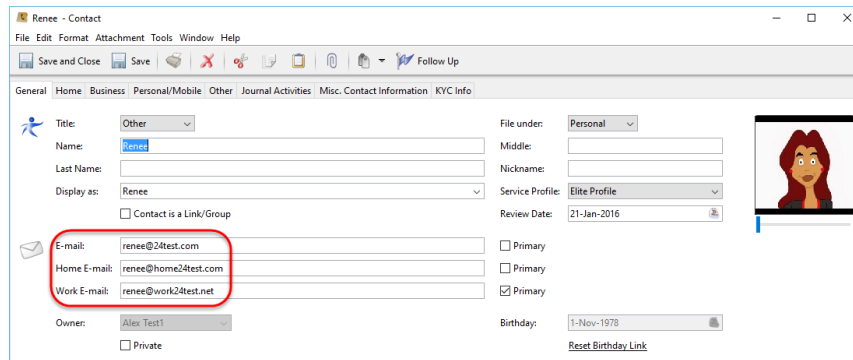 Renee - Contact
File Edit Format Attachment Tools Window Help
Save and Close Save Follow Up
General Home Business Personal/Mobile Other Journal Activities Misc. Contact Information KYC Info
Title: Other File under: Personal
Name: Renee Middle:
Last Name: Nickname:
Display as: Renee Service Profile: Elite Profile
Contact is a Link/Group Review Date: 21-Jan-2016
E-mail: renee@24test.com Primary
Home E-mail: renee@home24test.com Primary
Work E-mail: renee@work24test.net Primary
Owner: Alex Test1 Birthday: 1-Nov-1978
Private Reset Birthday Link